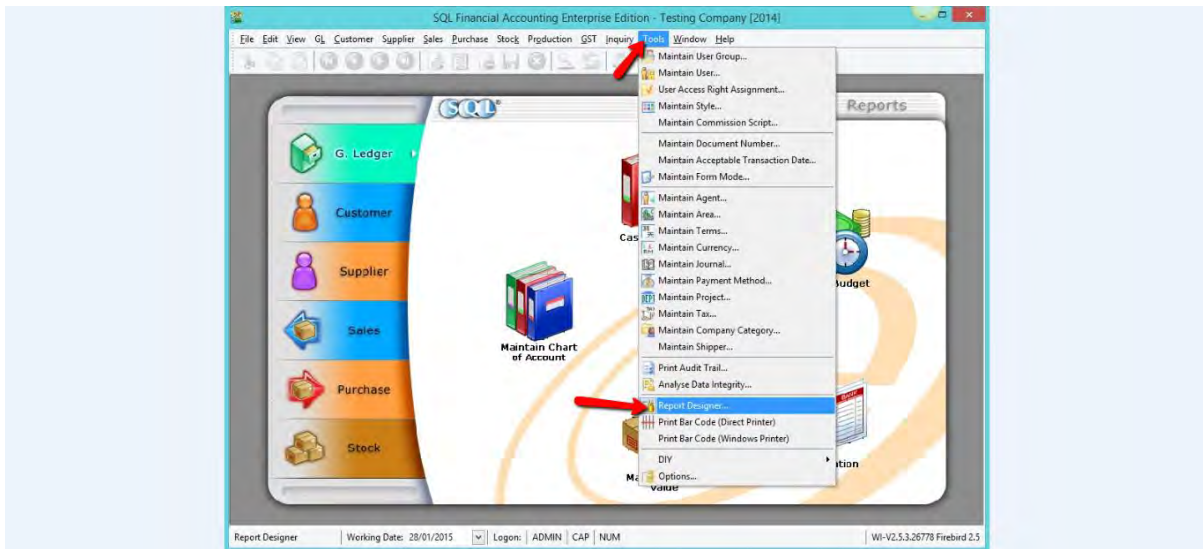 SQL Financial Accounting Enterprise Edition - Testing Company [2014]
File Edit View GL Customer Supplier Sales Purchase Stock Production GST Inquiry Tools Window Help
Maintain User Group...
Maintain User...
User Access Right Assignment...
Maintain Style...
Maintain Commission Script...
Maintain Document Number...
Maintain Acceptable Transaction Date...
Maintain Form Mode...
Maintain Agent...
Maintain Area...
Maintain Terms...
Maintain Currency...
Maintain Journal...
Maintain Payment Method...
Maintain Project...
Maintain Tax...
Maintain Company Category...
Maintain Shipper...
Print Audit Trail...
Analyse Data Integrity...
Report Designer...
Print Bar Code (Direct Printer)
Print Bar Code (Windows Printer)
DIY
Options...
SQL®
Reports
G. Ledger
Customer
Supplier
Sales
Purchase
Stock
Cas
Budget
Maintain Chart
of Account
Ma
Value
ation
Report Designer Working Date: 28/01/2015 Logon: ADMIN CAP NUM WI-V2.5.3.26778 Firebird 2.5